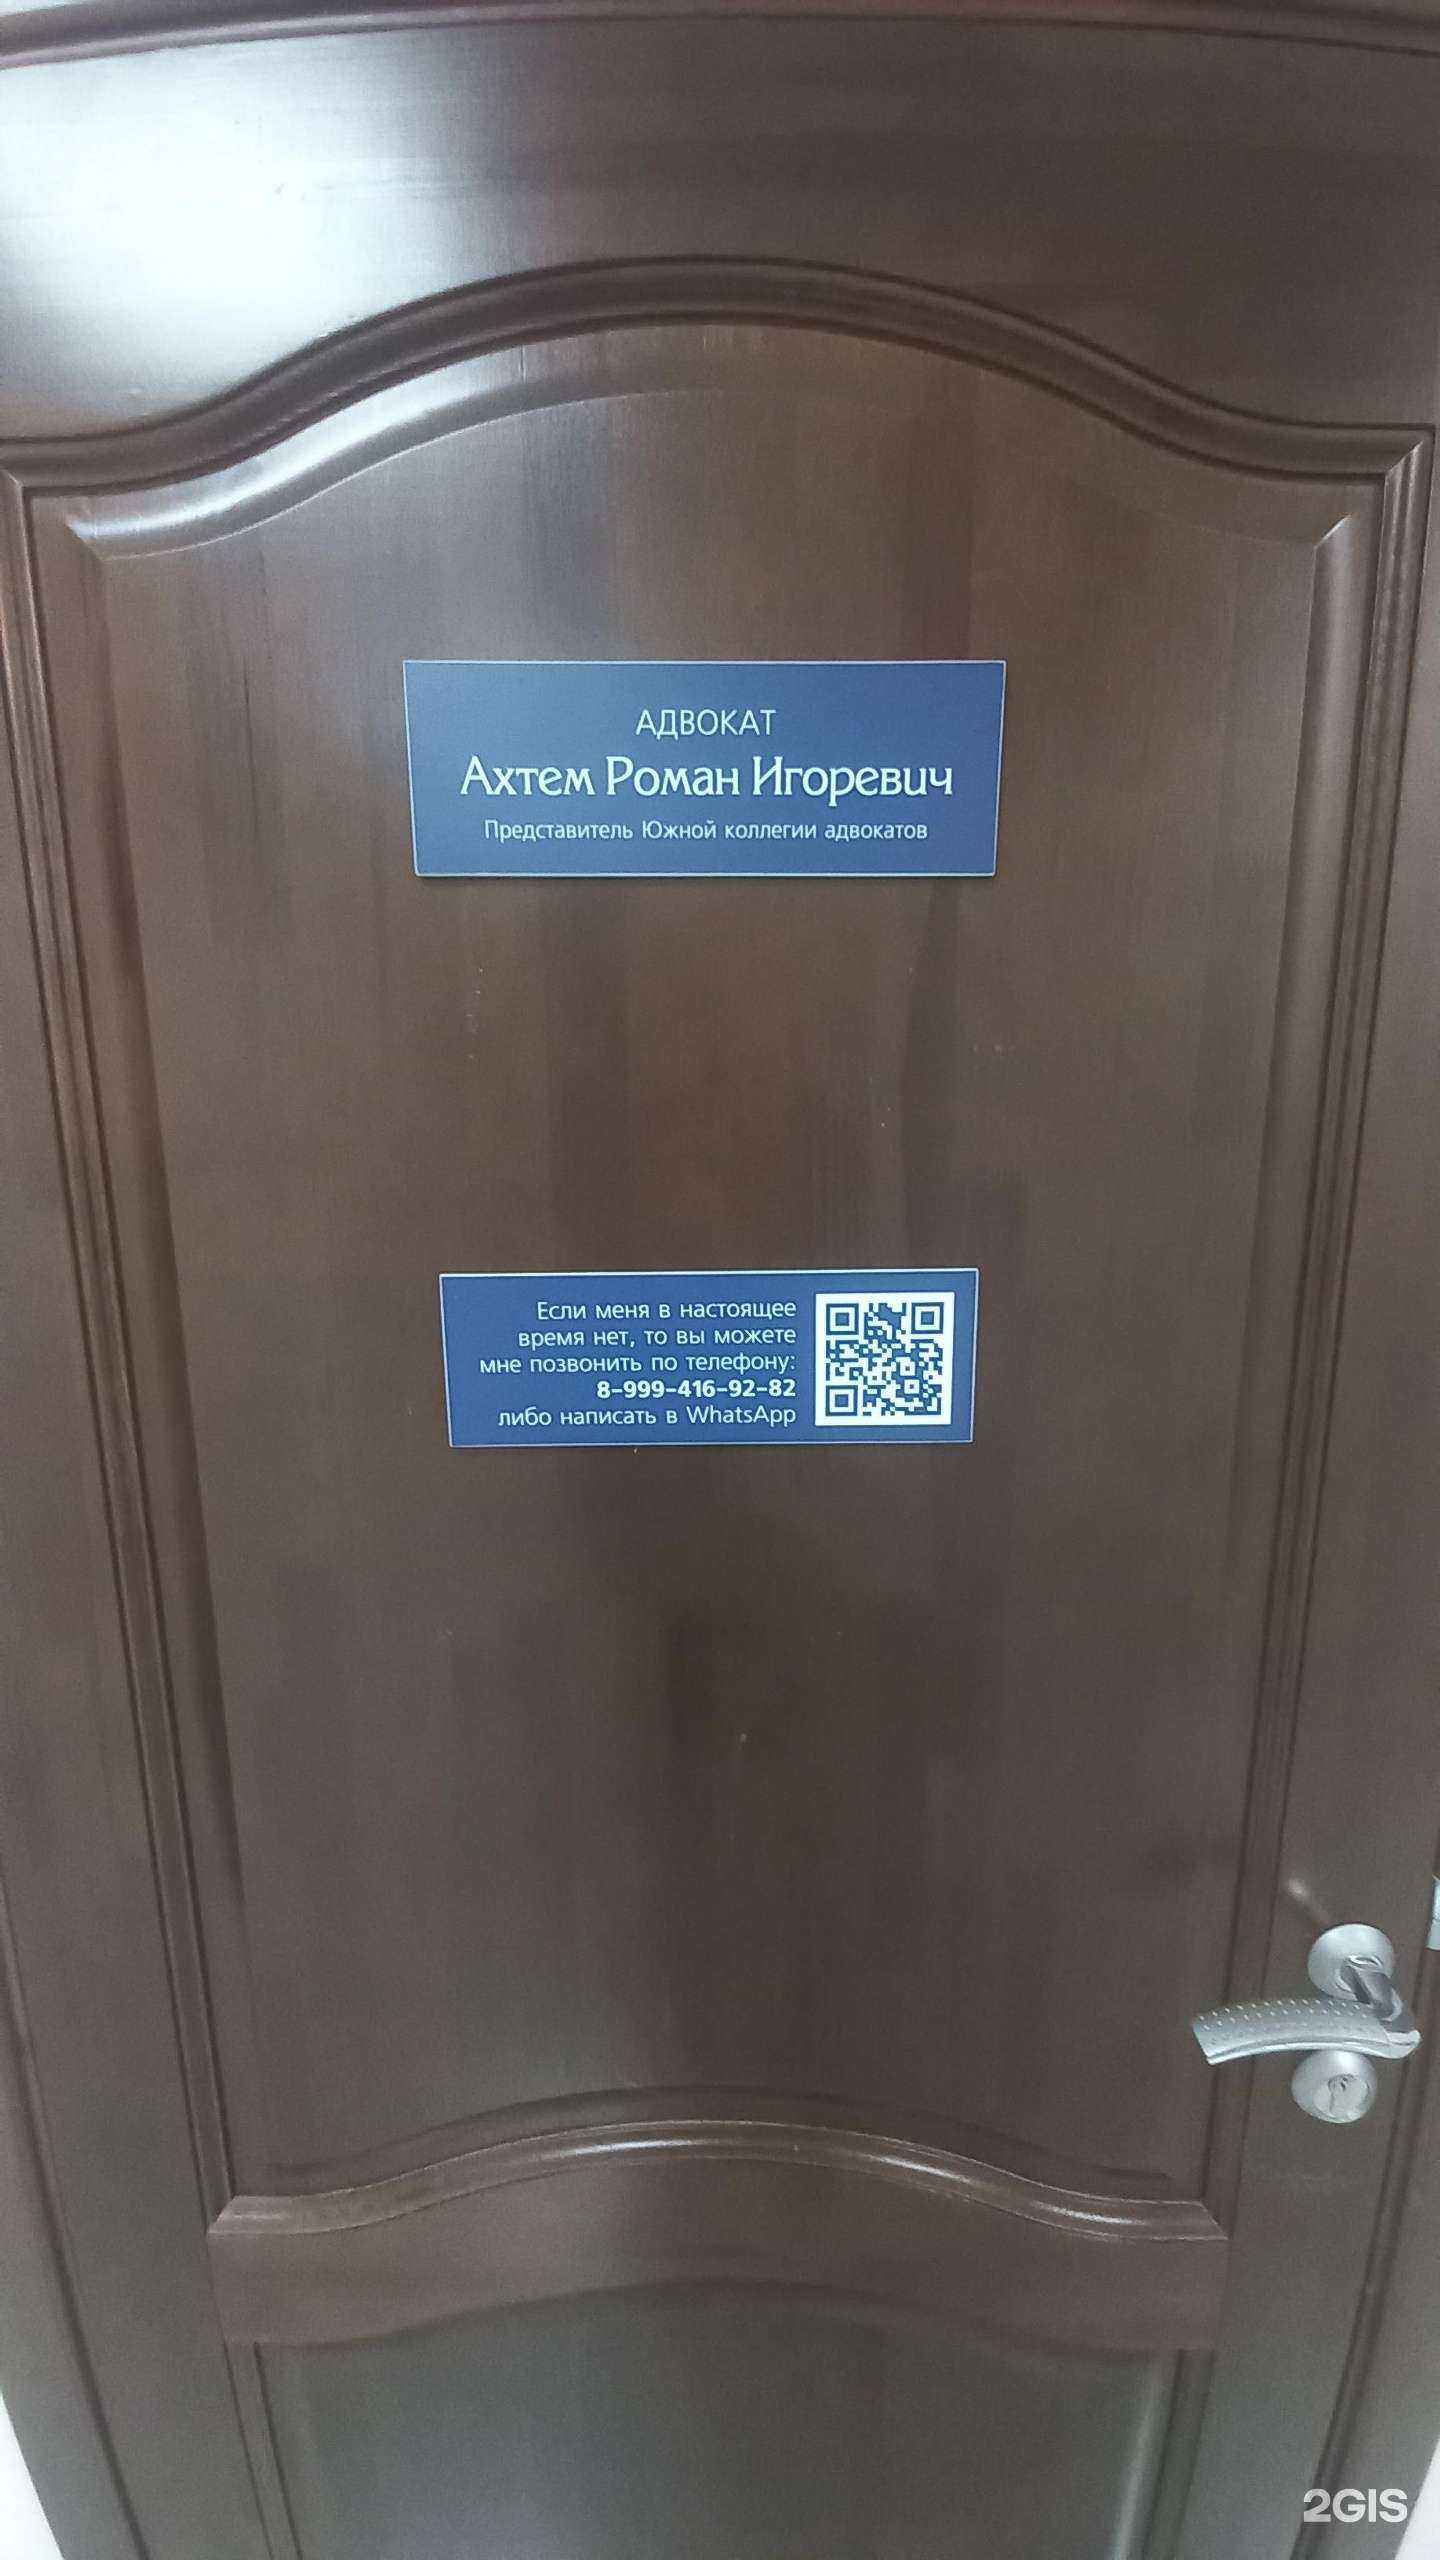 АДВОКАТ
Ахтем Роман Игоревич
Представитель Южной коллегии адвокатов
Если меня в настоящее
время нет, то вы можете
мне позвонить по телефону:
8-999-416-92-82
либо написать в WhatsApp
2GIS